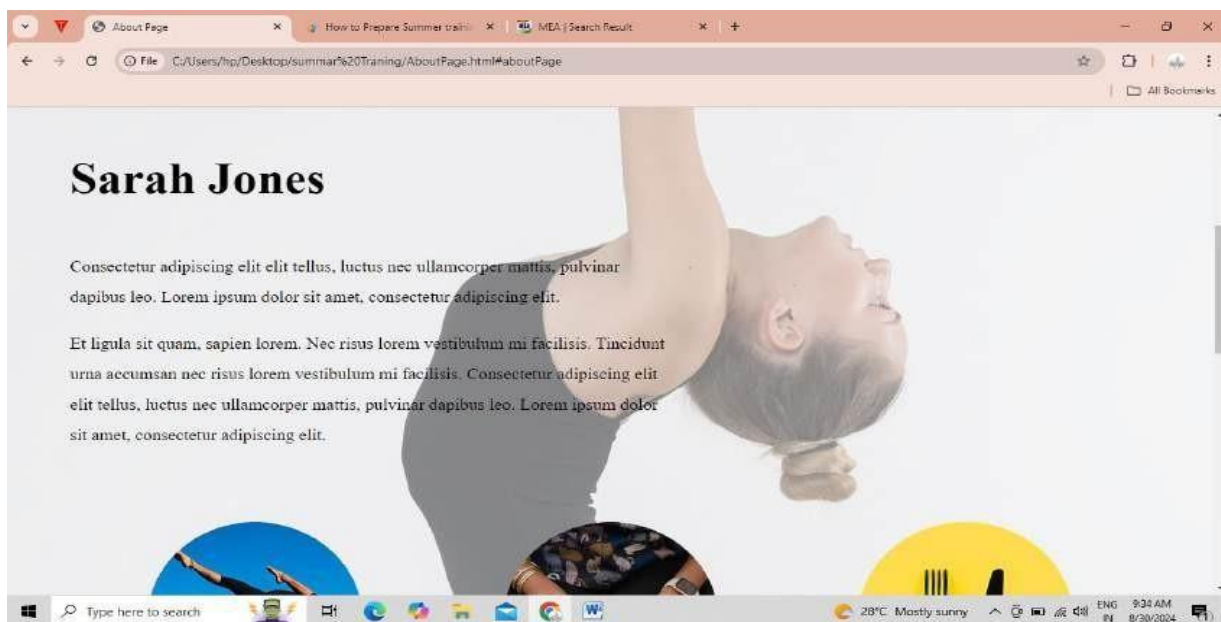 About Page
How to Prepare Summer traini
MEA | Search Result
File C:/Users/hp/Desktop/summar%20Traning/AboutPage.html#aboutPage
All Bookmarks
Sarah Jones
Consectetur adipiscing elit elit tellus, luctus nec ullamcorper mattis, pulvinar
dapibus leo. Lorem ipsum dolor sit amet, consectetur adipiscing elit.
Et ligula sit quam, sapien lorem. Nec risus lorem vestibulum mi facilisis. Tincidunt
urna accumsan nec risus lorem vestibulum mi facilisis. Consectetur adipiscing elit
elit tellus, luctus nec ullamcorper mattis, pulvinar dapibus leo. Lorem ipsum dolor
sit amet, consectetur adipiscing elit.
Type here to search
28°C Mostly sunny
ENG
IN
9:34 AM
8/30/2024